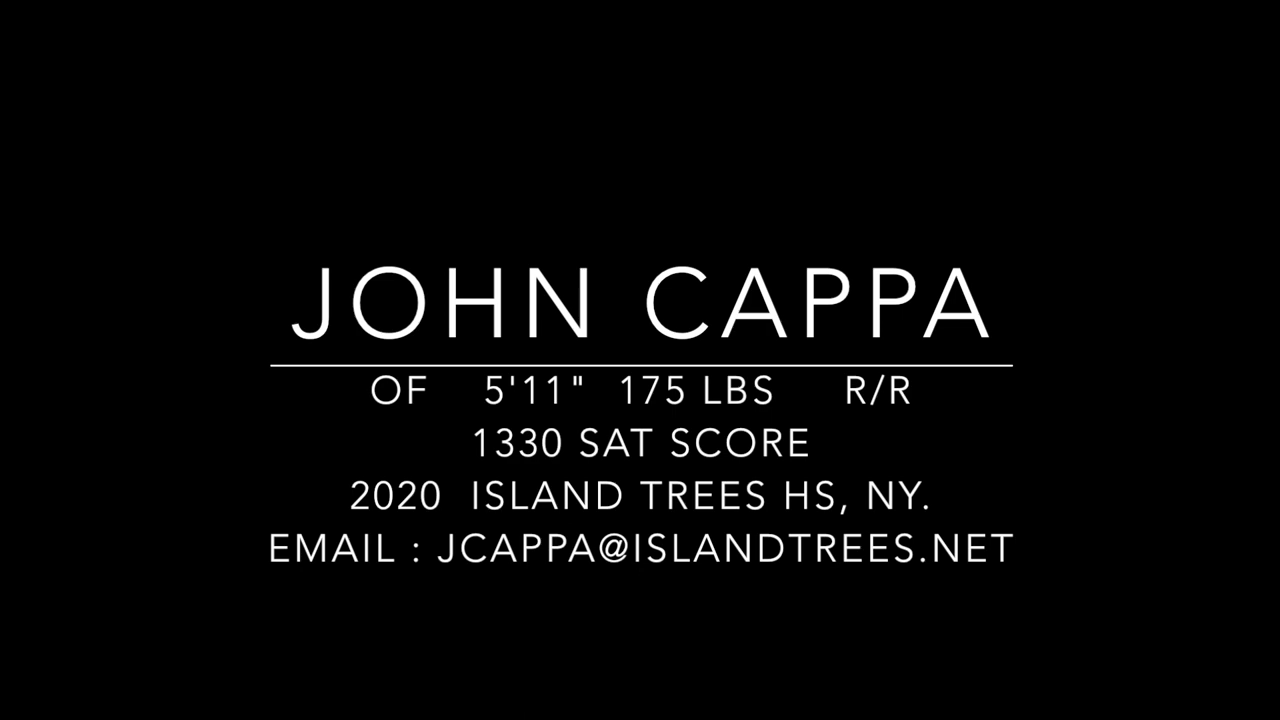 JOHN CAPPA
OF 5'11" 175 LBS R/R
1330 SAT SCORE
2020 ISLAND TREES HS, NY.
EMAIL : JCAPPA@ISLANDTREES.NET